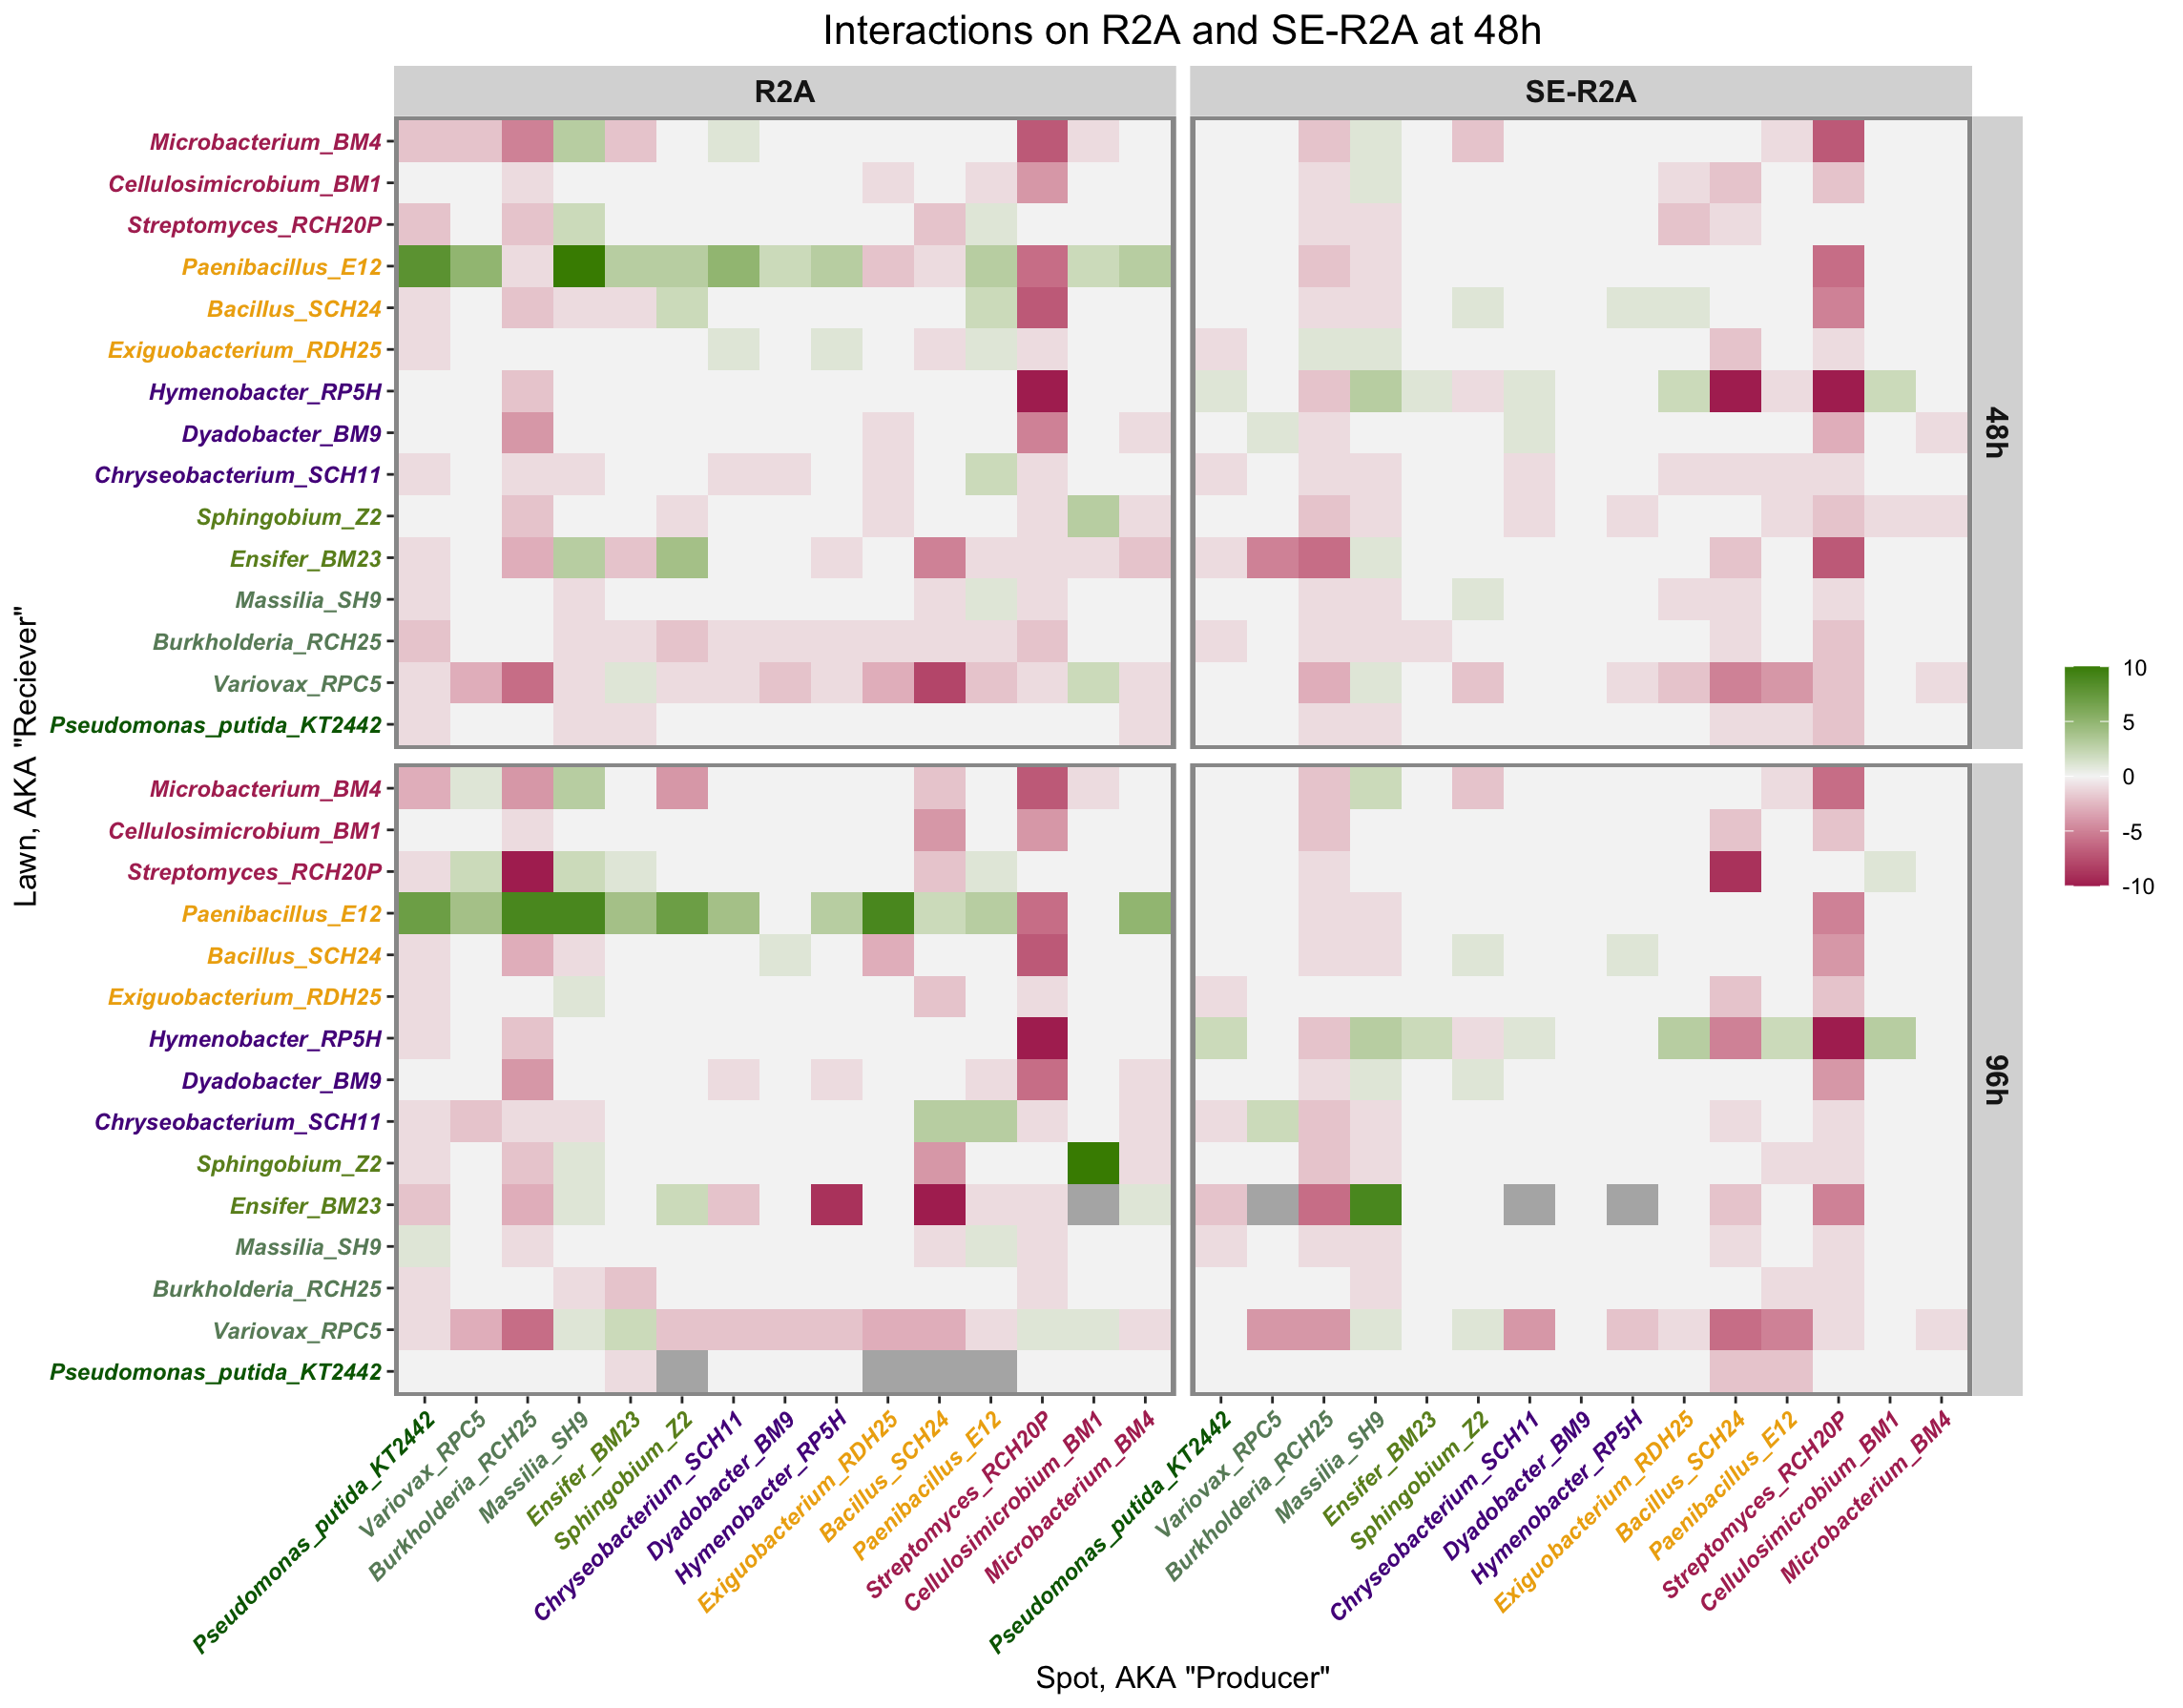 Interactions on R2A and SE-R2A at 48h
R2A
SE-R2A
Lawn, AKA "Reciever"
Microbacterium_BM4
Cellulosimicrobium_BM1
Streptomyces_RCH20P
Paenibacillus_E12
Bacillus_SCH24
Exiguobacterium_RDH25
Hymenobacter_RP5H
Dyadobacter_BM9
Chryseobacterium_SCH11
Sphingobium_Z2
Ensifer_BM23
Massilia_SH9
Burkholderia_RCH25
Variovax_RPC5
Pseudomonas_putida_KT2442
48h
Microbacterium_BM4
Cellulosimicrobium_BM1
Streptomyces_RCH20P
Paenibacillus_E12
Bacillus_SCH24
Exiguobacterium_RDH25
Hymenobacter_RP5H
Dyadobacter_BM9
Chryseobacterium_SCH11
Sphingobium_Z2
Ensifer_BM23
Massilia_SH9
Burkholderia_RCH25
Variovax_RPC5
Pseudomonas_putida_KT2442
96h
10
5
0
-5
-10
Pseudomonas_putida_KT2442
Variovax_RPC5
Burkholderia_RCH25
Massilia_SH9
Ensifer_BM23
Sphingobium_Z2
Chryseobacterium_SCH11
Dyadobacter_BM9
Hymenobacter_RP5H
Exiguobacterium_RDH25
Bacillus_SCH24
Paenibacillus_E12
Streptomyces_RCH20P
Cellulosimicrobium_BM1
Microbacterium_BM4
Pseudomonas_putida_KT2442
Variovax_RPC5
Burkholderia_RCH25
Massilia_SH9
Ensifer_BM23
Sphingobium_Z2
Chryseobacterium_SCH11
Dyadobacter_BM9
Hymenobacter_RP5H
Exiguobacterium_RDH25
Bacillus_SCH24
Paenibacillus_E12
Streptomyces_RCH20P
Cellulosimicrobium_BM1
Microbacterium_BM4
Spot, AKA "Producer"